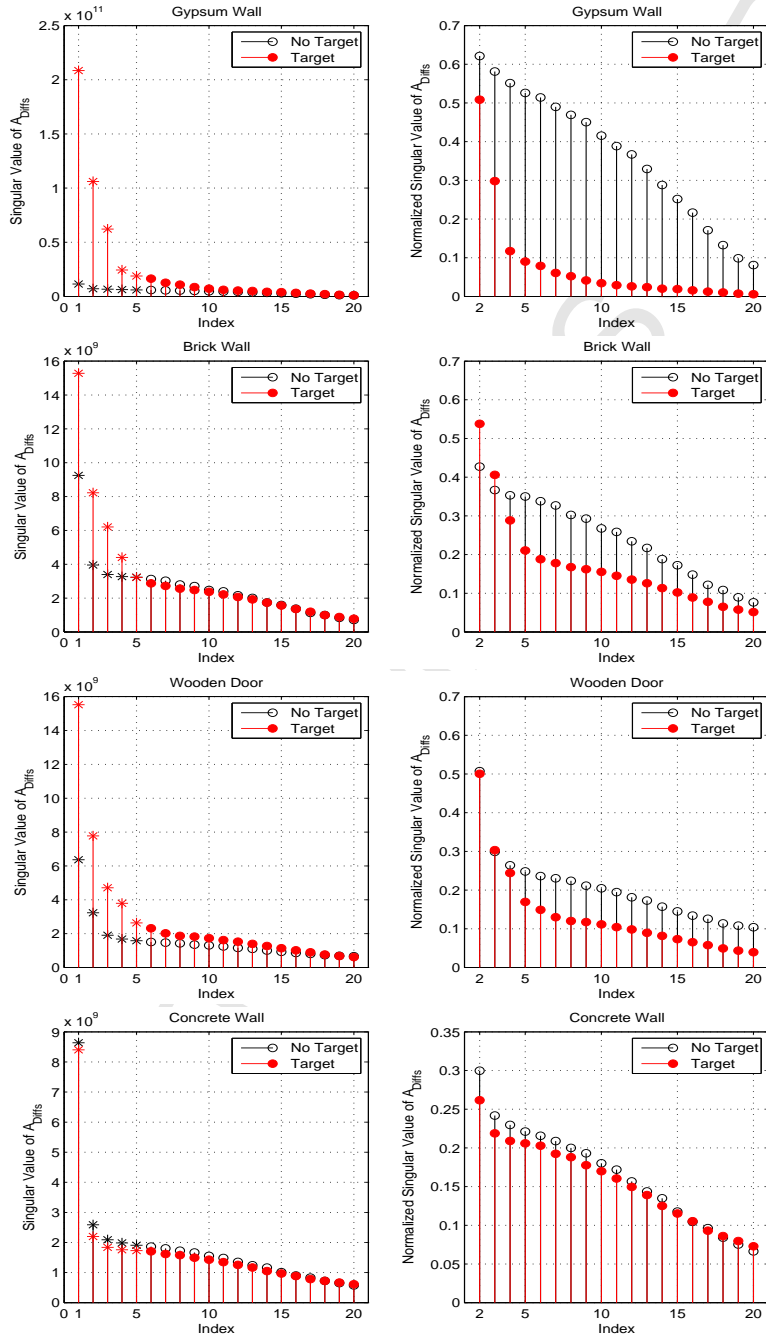 Gypsum Wall
x 10^11
2.5
2
1.5
1
0.5
0
0 1 5 10 15 20
Index
Singular Value of A_Diffs
No Target
Target
Gypsum Wall
0.7
0.6
0.5
0.4
0.3
0.2
0.1
0
2 5 10 15 20
Index
Normalized Singular Value of A_Diffs
No Target
Target
Brick Wall
x 10^9
16
14
12
10
8
6
4
2
0
0 1 5 10 15 20
Index
Singular Value of A_Diffs
No Target
Target
Brick Wall
0.7
0.6
0.5
0.4
0.3
0.2
0.1
0
2 5 10 15 20
Index
Normalized Singular Value of A_Diffs
No Target
Target
Wooden Door
x 10^9
16
14
12
10
8
6
4
2
0
0 1 5 10 15 20
Index
Singular Value of A_Diffs
No Target
Target
Wooden Door
0.7
0.6
0.5
0.4
0.3
0.2
0.1
0
2 5 10 15 20
Index
Normalized Singular Value of A_Diffs
No Target
Target
Concrete Wall
x 10^9
9
8
7
6
5
4
3
2
1
0
0 1 5 10 15 20
Index
Singular Value of A_Diffs
No Target
Target
Concrete Wall
0.35
0.3
0.25
0.2
0.15
0.1
0.05
0
2 5 10 15 20
Index
Normalized Singular Value of A_Diffs
No Target
Target